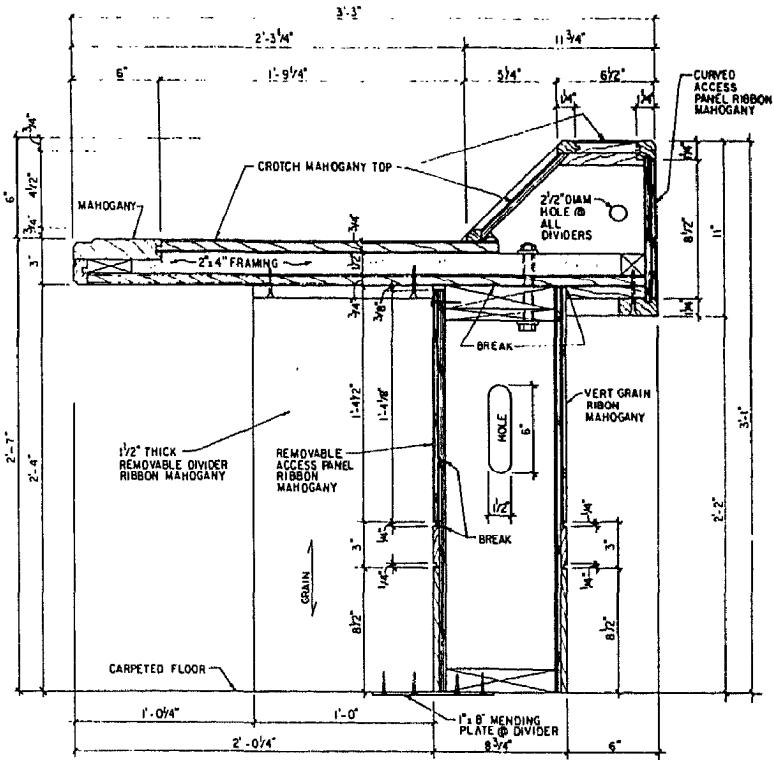 3'-3"
2'-3 1/4"
11 3/4"
6"
1'-9 1/4"
5 1/4"
6 1/2"
1 1/4"
1 1/4"
CURVED
ACCESS
PANEL RIBBON
MAHOGANY
3/4"
6"
4 1/2"
3/4"
3"
CROTCH MAHOGANY TOP
MAHOGANY
2 1/2" DIAM
HOLE @
ALL
DIVIDERS
1 1/4"
8 1/2"
11"
1 1/4"
3/4"
1 1/2"
3/4"
3/8"
2"x4" FRAMING
BREAK
VERT GRAIN
RIBON
MAHOGANY
1'-4 1/2"
1'-4 1/8"
HOLE
6"
1 1/2"
2'-7"
2'-4"
3'-1"
2'-2"
1 1/2" THICK
REMOVABLE DIVIDER
RIBBON MAHOGANY
REMOVABLE
ACCESS PANEL
RIBBON
MAHOGANY
BREAK
1/4"
3"
1/4"
8 1/2"
1/4"
3"
1/4"
8 1/2"
GRAIN
CARPETED FLOOR
1'-0 1/4"
1'-0"
1"x8" MENDING
PLATE @ DIVIDER
2'-0 1/4"
8 3/4"
6"